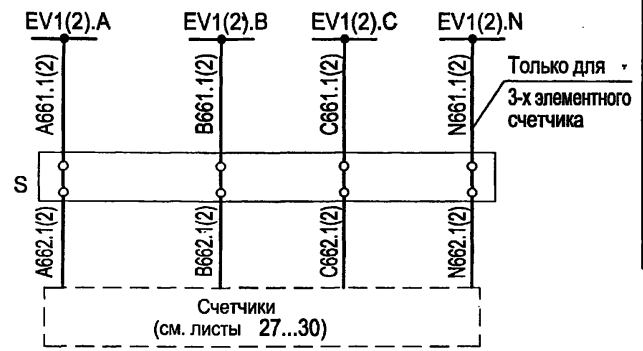 EV1(2).A EV1(2).B EV1(2).C EV1(2).N
Только для
3-х элементного
счетчика
A661.1(2) B661.1(2) C661.1(2) N661.1(2)
S
A662.1(2) B662.1(2) C662.1(2) N662.1(2)
Счетчики
(см. листы 27...30)